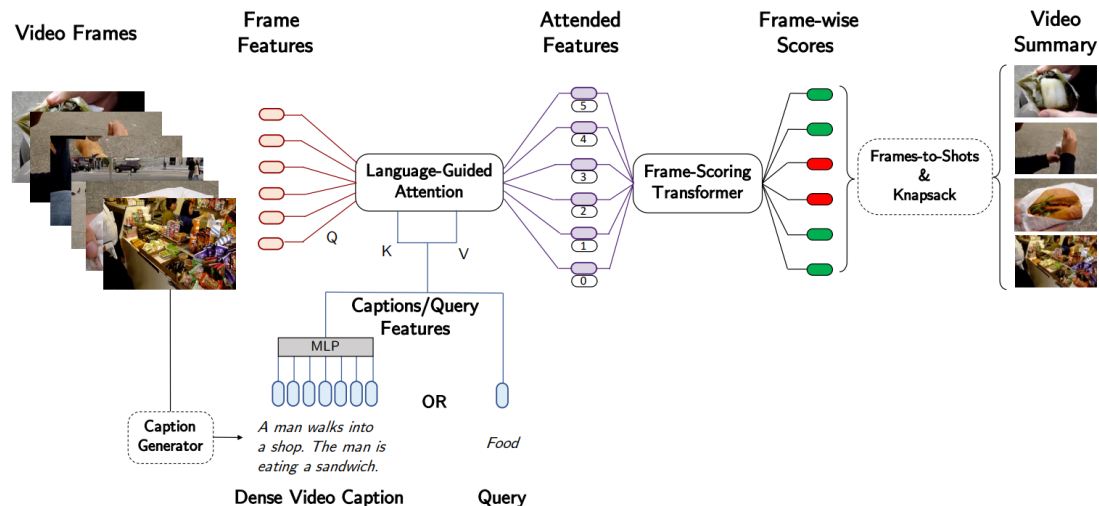 Video Frames
Frame
Features
Attended
Features
Frame-wise
Scores
Video
Summary
5
4
3
2
1
0
Language-Guided
Attention
Frame-Scoring
Transformer
Frames-to-Shots
&
Knapsack
Q
K
V
Captions/Query
Features
MLP
OR
Caption
Generator
A man walks into
a shop. The man is
eating a sandwich.
Food
Dense Video Caption
Query